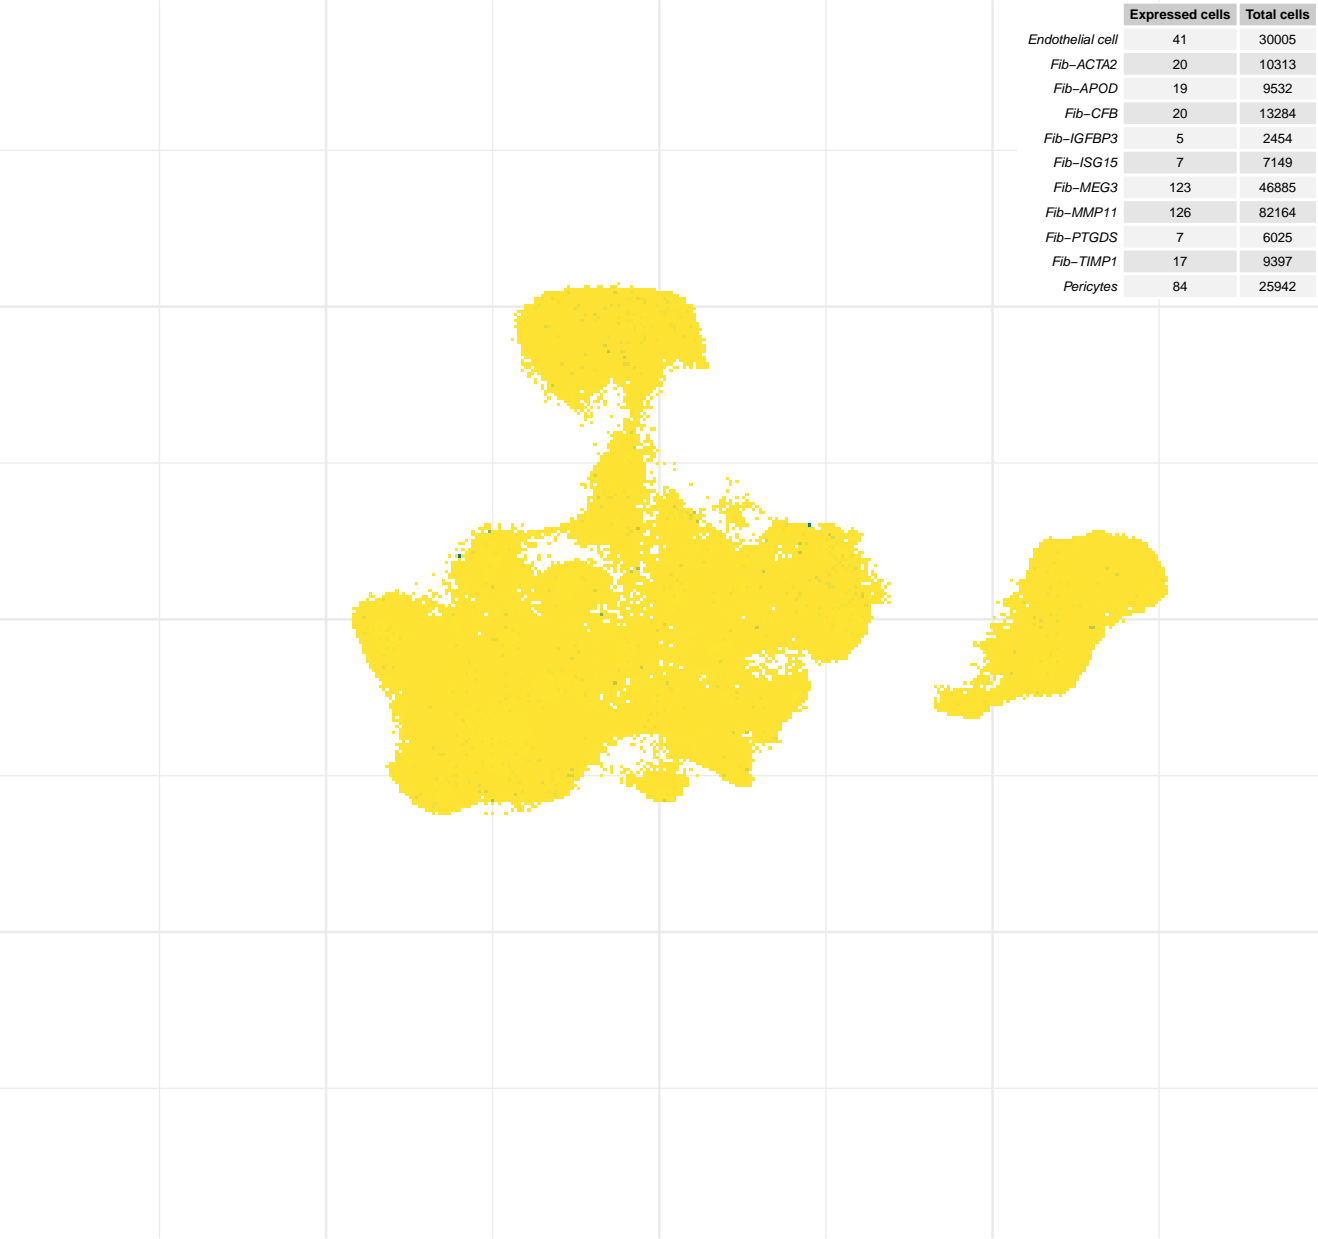 Expressed cells Total cells
Endothelial cell 41 30005
Fib−ACTA2 20 10313
Fib−APOD 19 9532
Fib−CFB 20 13284
Fib−IGFBP3 5 2454
Fib−ISG15 7 7149
Fib−MEG3 123 46885
Fib−MMP11 126 82164
Fib−PTGDS 7 6025
Fib−TIMP1 17 9397
Pericytes 84 25942